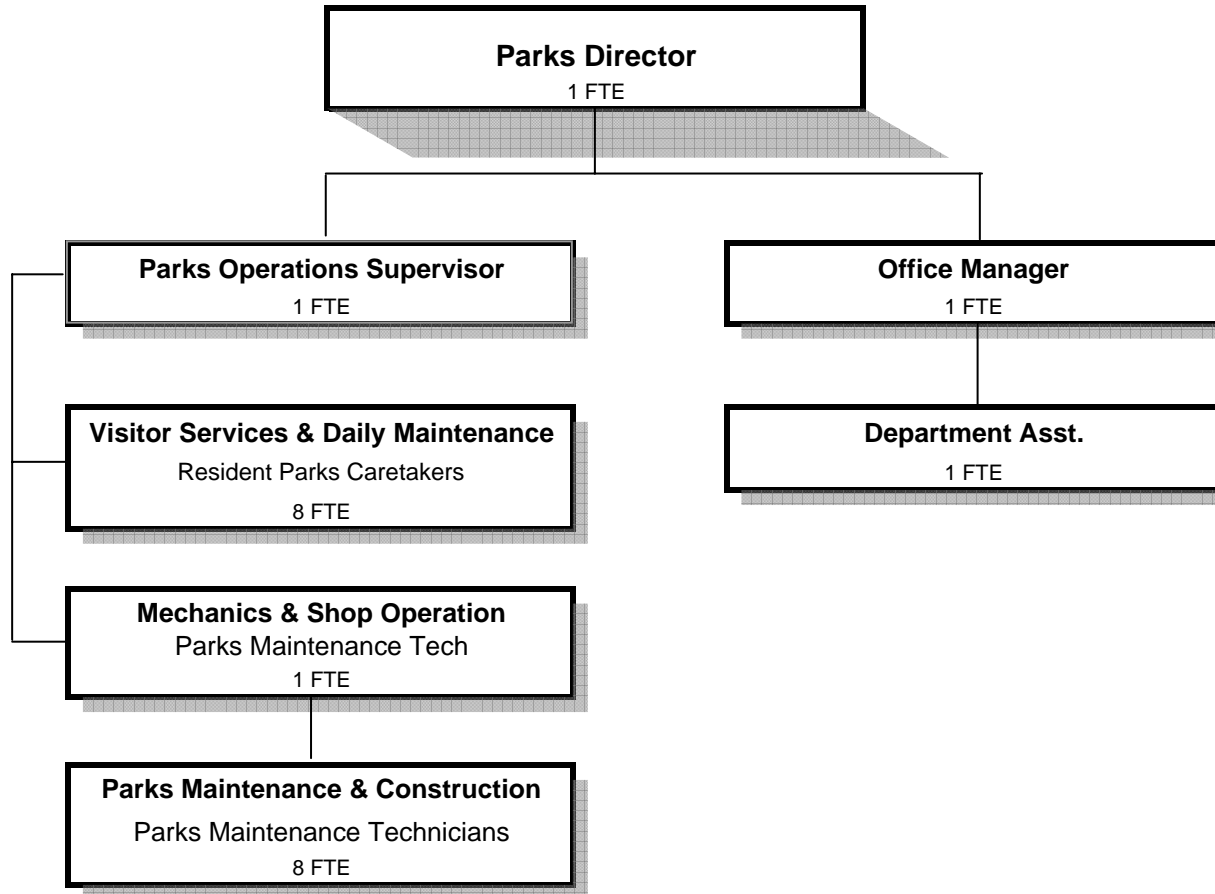 Parks Director
1 FTE
Parks Operations Supervisor
1 FTE
Office Manager
1 FTE
Visitor Services & Daily Maintenance
Resident Parks Caretakers
8 FTE
Department Asst.
1 FTE
Mechanics & Shop Operation
Parks Maintenance Tech
1 FTE
Parks Maintenance & Construction
Parks Maintenance Technicians
8 FTE